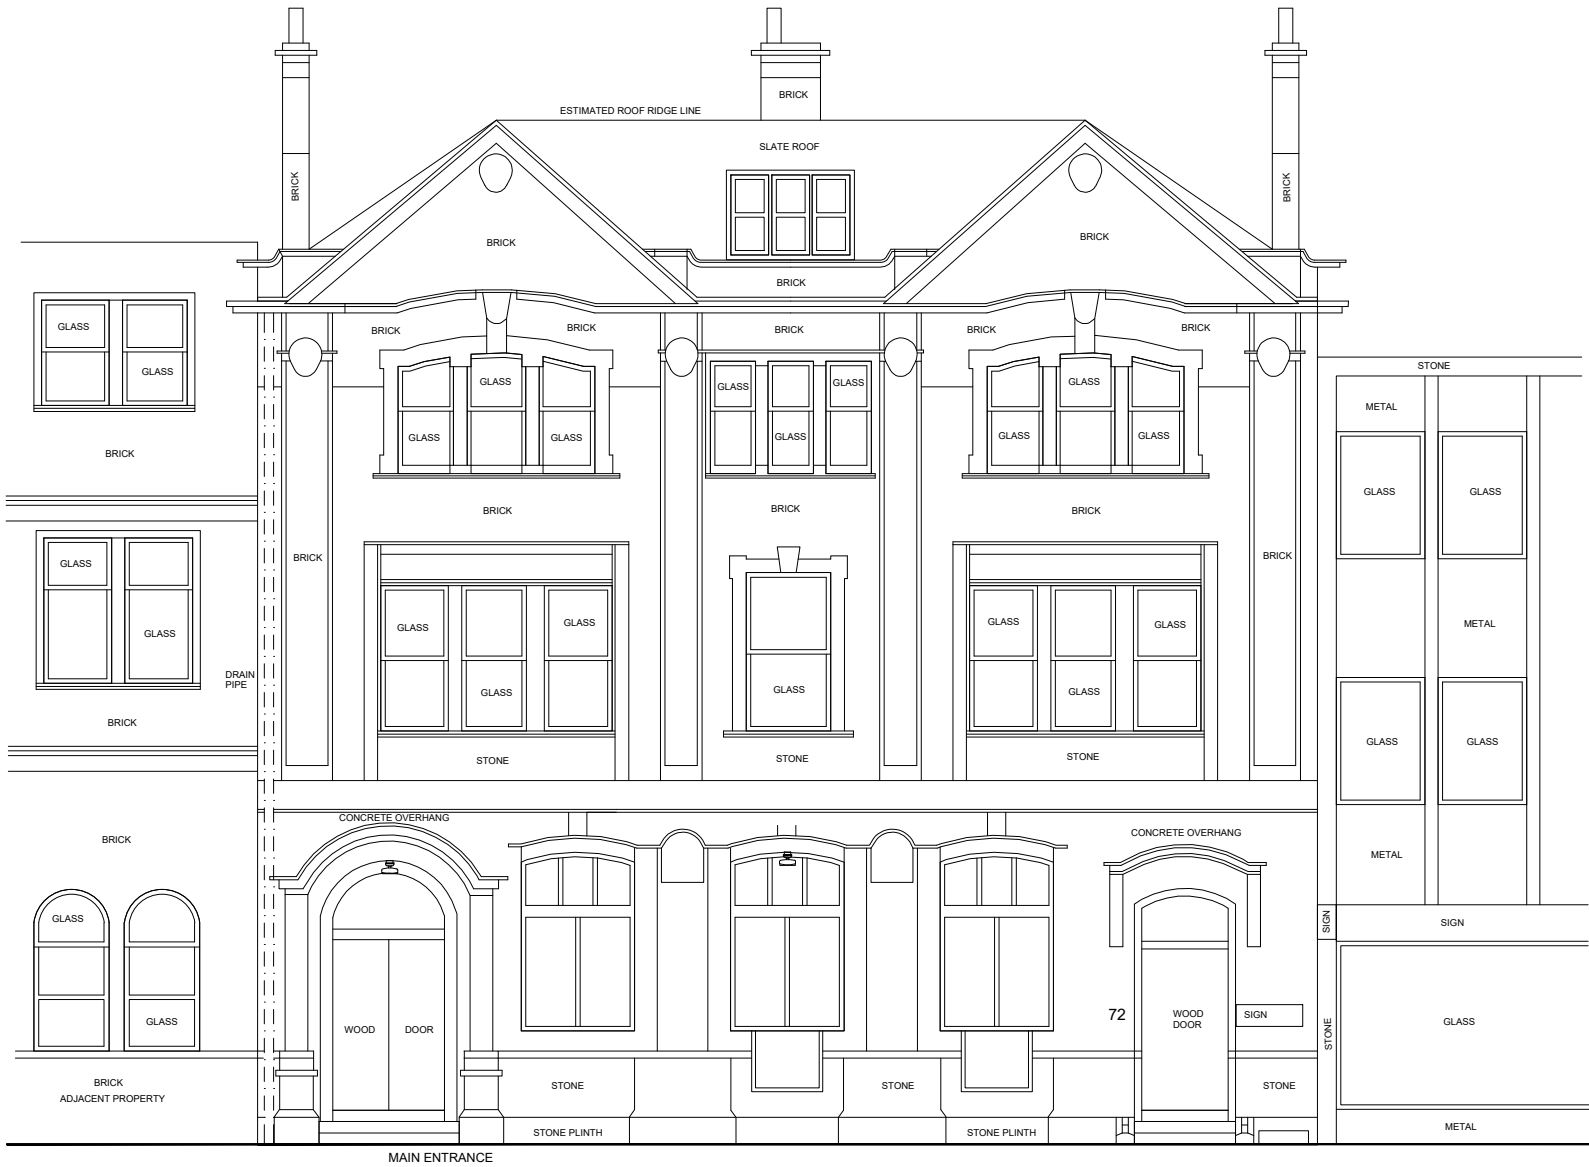 BRICK
ESTIMATED ROOF RIDGE LINE
SLATE ROOF
BRICK
BRICK
BRICK
BRICK
BRICK
GLASS
BRICK
BRICK
BRICK
BRICK
BRICK
STONE
GLASS
GLASS
GLASS
GLASS
GLASS
GLASS
METAL
GLASS
GLASS
GLASS
GLASS
GLASS
BRICK
GLASS
GLASS
BRICK
BRICK
BRICK
BRICK
BRICK
GLASS
GLASS
GLASS
GLASS
GLASS
GLASS
METAL
GLASS
DRAIN
PIPE
GLASS
GLASS
GLASS
BRICK
GLASS
GLASS
STONE
STONE
STONE
CONCRETE OVERHANG
CONCRETE OVERHANG
BRICK
METAL
GLASS
SIGN
SIGN
GLASS
WOOD
DOOR
72
WOOD
DOOR
SIGN
STONE
GLASS
BRICK
ADJACENT PROPERTY
STONE
STONE
STONE
STONE PLINTH
STONE PLINTH
METAL
MAIN ENTRANCE